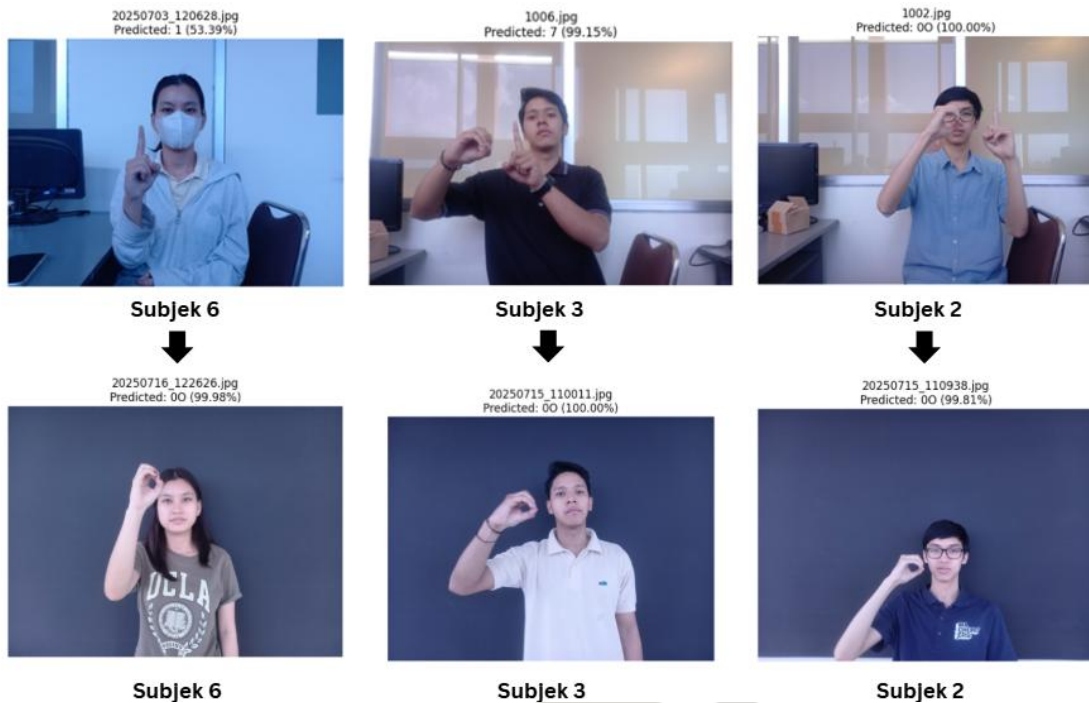 20250703_120628.jpg
Predicted: 1 (53.39%)
1006.jpg
Predicted: 7 (99.15%)
1002.jpg
Predicted: 0O (100.00%)
Subjek 6
Subjek 3
Subjek 2
20250716_122626.jpg
Predicted: 0O (99.98%)
20250715_110011.jpg
Predicted: 0O (100.00%)
20250715_110938.jpg
Predicted: 0O (99.81%)
UCLA
Subjek 6
Subjek 3
Subjek 2